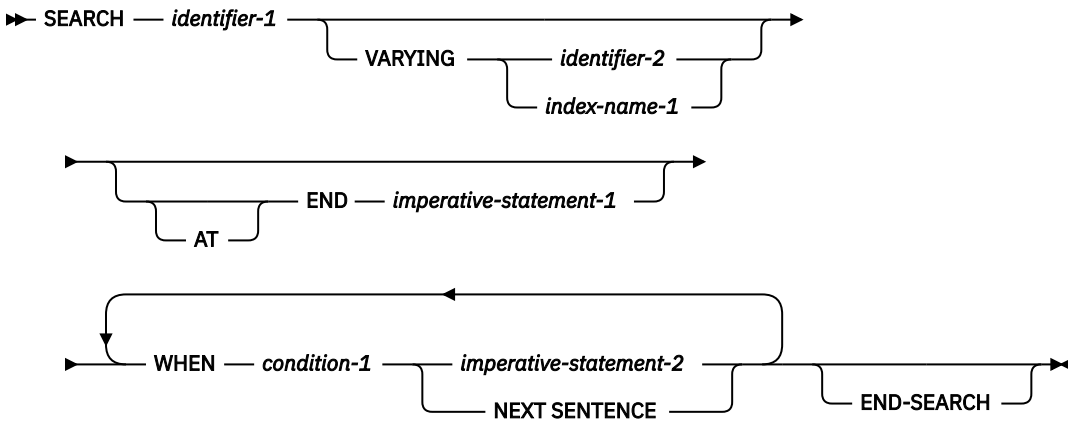 SEARCH identifier-1
VARYING identifier-2
index-name-1
END imperative-statement-1
AT
WHEN condition-1 imperative-statement-2
NEXT SENTENCE
END-SEARCH